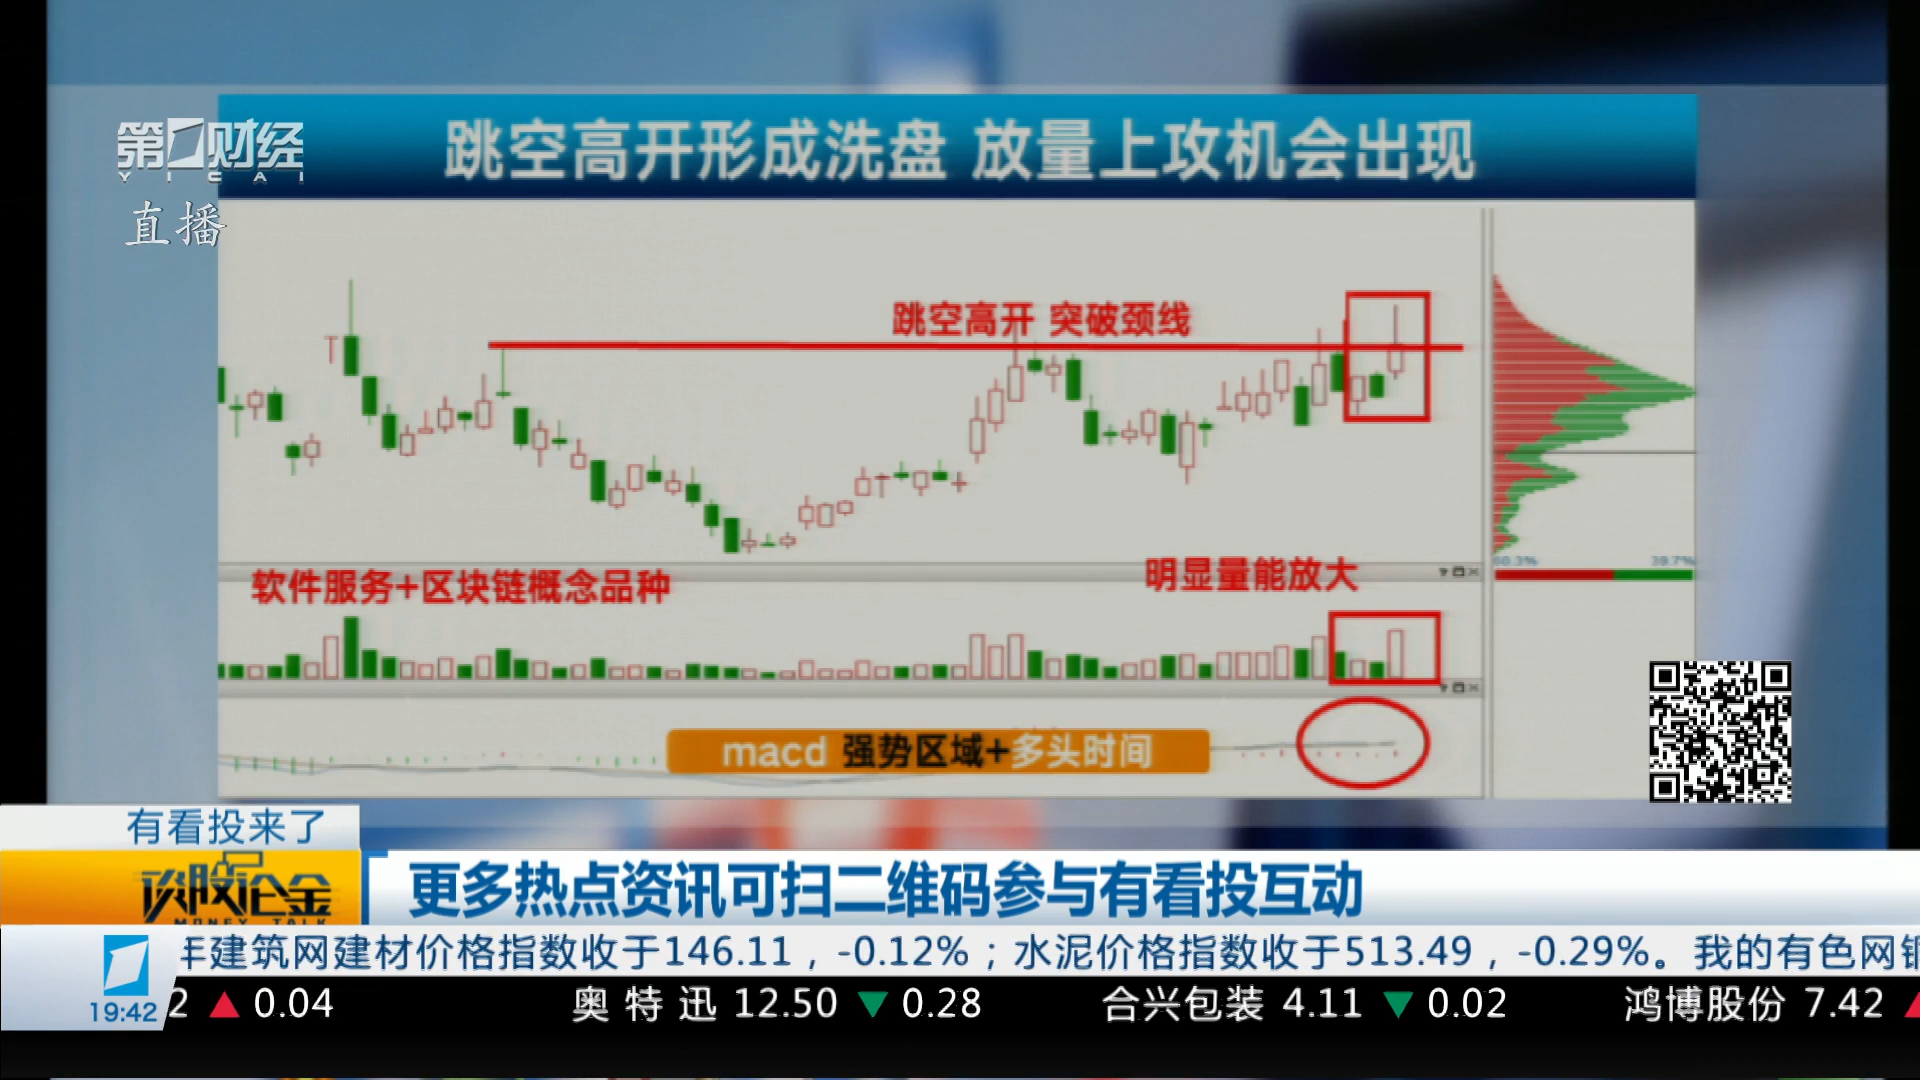 第1财经
YICAI
直播
跳空高开形成洗盘 放量上攻机会出现
跳空高开 突破颈线
软件服务+区块链概念品种
明显量能放大
60.3% 39.7%
macd 强势区域+多头时间
有看投来了
谈股论金
MONEY TALK
更多热点资讯可扫二维码参与有看投互动
建筑网建材价格指数收于146.11，-0.12%；水泥价格指数收于513.49，-0.29%。我的有色网
19:42
2 ▲ 0.04 奥特迅 12.50 ▼ 0.28 合兴包装 4.11 ▼ 0.02 鸿博股份 7.42 ▲